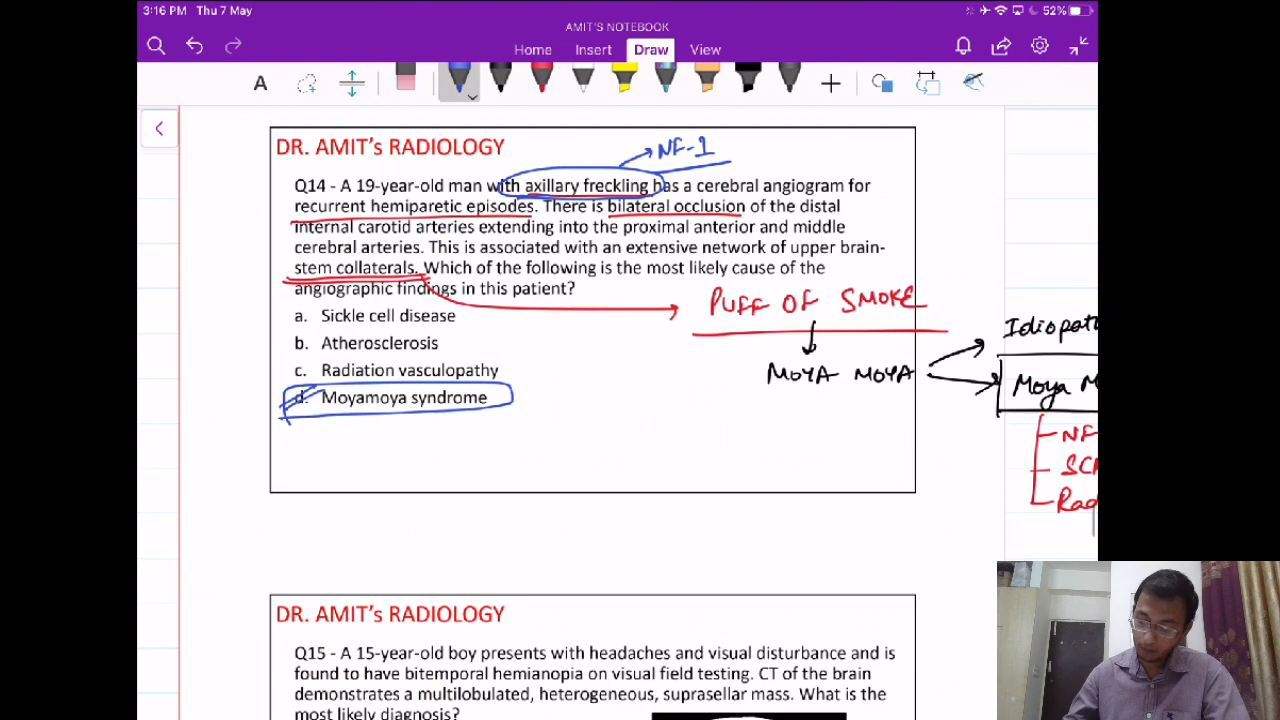 3:16 PM Thu 7 May
52%
AMIT'S NOTEBOOK
Home Insert Draw View
A
DR. AMIT's RADIOLOGY
NF-1
Q14 - A 19-year-old man with axillary freckling has a cerebral angiogram for
recurrent hemiparetic episodes. There is bilateral occlusion of the distal
internal carotid arteries extending into the proximal anterior and middle
cerebral arteries. This is associated with an extensive network of upper brain-
stem collaterals. Which of the following is the most likely cause of the
angiographic findings in this patient?
PUFF OF SMOKE
a. Sickle cell disease
b. Atherosclerosis
c. Radiation vasculopathy
d. Moyamoya syndrome
MOYA MOYA
Idiopat
Moya M
NF
SC
Rad
DR. AMIT's RADIOLOGY
Q15 - A 15-year-old boy presents with headaches and visual disturbance and is
found to have bitemporal hemianopia on visual field testing. CT of the brain
demonstrates a multilobulated, heterogeneous, suprasellar mass. What is the
most likely diagnosis?